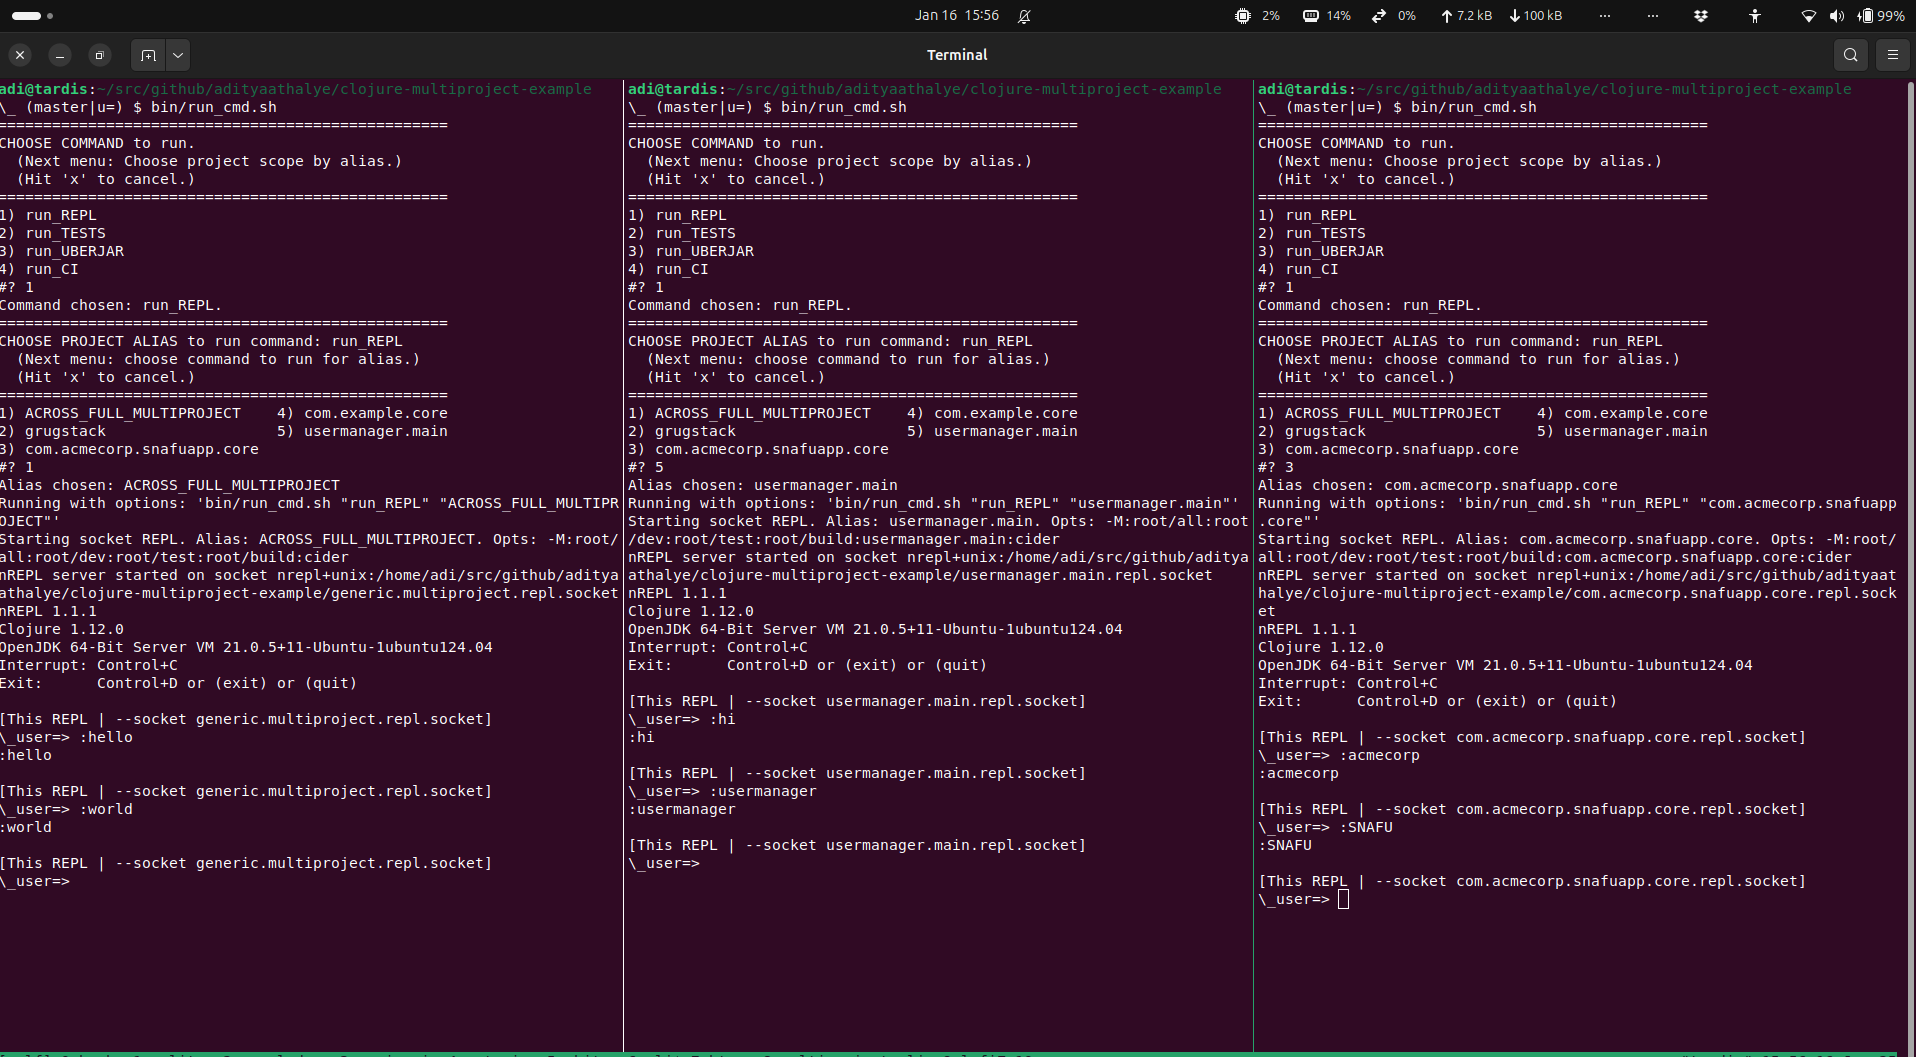 Jan 16 15:56
2% 14% 0% 7.2 kB 100 kB 99%
Terminal
adi@tardis:~/src/github/adityaathalye/clojure-multiproject-example
\_ (master|u=) $ bin/run_cmd.sh
==================================================
CHOOSE COMMAND to run.
(Next menu: Choose project scope by alias.)
(Hit 'x' to cancel.)
==================================================
1) run_REPL
2) run_TESTS
3) run_UBERJAR
4) run_CI
#? 1
Command chosen: run_REPL.
==================================================
CHOOSE PROJECT ALIAS to run command: run_REPL
(Next menu: choose command to run for alias.)
(Hit 'x' to cancel.)
==================================================
1) ACROSS_FULL_MULTIPROJECT 4) com.example.core
2) grugstack 5) usermanager.main
3) com.acmecorp.snafuapp.core
#? 1
Alias chosen: ACROSS_FULL_MULTIPROJECT
Running with options: 'bin/run_cmd.sh "run_REPL" "ACROSS_FULL_MULTIPR
OJECT"'
Starting socket REPL. Alias: ACROSS_FULL_MULTIPROJECT. Opts: -M:root/
all:root/dev:root/test:root/build:cider
nREPL server started on socket nrepl+unix:/home/adi/src/github/aditya
athalye/clojure-multiproject-example/generic.multiproject.repl.socket
nREPL 1.1.1
Clojure 1.12.0
OpenJDK 64-Bit Server VM 21.0.5+11-Ubuntu-1ubuntu124.04
Interrupt: Control+C
Exit: Control+D or (exit) or (quit)
[This REPL | --socket generic.multiproject.repl.socket]
\_user=> :hello
:hello
[This REPL | --socket generic.multiproject.repl.socket]
\_user=> :world
:world
[This REPL | --socket generic.multiproject.repl.socket]
\_user=>
adi@tardis:~/src/github/adityaathalye/clojure-multiproject-example
\_ (master|u=) $ bin/run_cmd.sh
==================================================
CHOOSE COMMAND to run.
(Next menu: Choose project scope by alias.)
(Hit 'x' to cancel.)
==================================================
1) run_REPL
2) run_TESTS
3) run_UBERJAR
4) run_CI
#? 1
Command chosen: run_REPL.
==================================================
CHOOSE PROJECT ALIAS to run command: run_REPL
(Next menu: choose command to run for alias.)
(Hit 'x' to cancel.)
==================================================
1) ACROSS_FULL_MULTIPROJECT 4) com.example.core
2) grugstack 5) usermanager.main
3) com.acmecorp.snafuapp.core
#? 5
Alias chosen: usermanager.main
Running with options: 'bin/run_cmd.sh "run_REPL" "usermanager.main"'
Starting socket REPL. Alias: usermanager.main. Opts: -M:root/all:root
/dev:root/test:root/build:usermanager.main:cider
nREPL server started on socket nrepl+unix:/home/adi/src/github/aditya
athalye/clojure-multiproject-example/usermanager.main.repl.socket
nREPL 1.1.1
Clojure 1.12.0
OpenJDK 64-Bit Server VM 21.0.5+11-Ubuntu-1ubuntu124.04
Interrupt: Control+C
Exit: Control+D or (exit) or (quit)
[This REPL | --socket usermanager.main.repl.socket]
\_user=> :hi
:hi
[This REPL | --socket usermanager.main.repl.socket]
\_user=> :usermanager
:usermanager
[This REPL | --socket usermanager.main.repl.socket]
\_user=>
adi@tardis:~/src/github/adityaathalye/clojure-multiproject-example
\_ (master|u=) $ bin/run_cmd.sh
==================================================
CHOOSE COMMAND to run.
(Next menu: Choose project scope by alias.)
(Hit 'x' to cancel.)
==================================================
1) run_REPL
2) run_TESTS
3) run_UBERJAR
4) run_CI
#? 1
Command chosen: run_REPL.
==================================================
CHOOSE PROJECT ALIAS to run command: run_REPL
(Next menu: choose command to run for alias.)
(Hit 'x' to cancel.)
==================================================
1) ACROSS_FULL_MULTIPROJECT 4) com.example.core
2) grugstack 5) usermanager.main
3) com.acmecorp.snafuapp.core
#? 3
Alias chosen: com.acmecorp.snafuapp.core
Running with options: 'bin/run_cmd.sh "run_REPL" "com.acmecorp.snafuapp
.core"'
Starting socket REPL. Alias: com.acmecorp.snafuapp.core. Opts: -M:root/
all:root/dev:root/test:root/build:com.acmecorp.snafuapp.core:cider
nREPL server started on socket nrepl+unix:/home/adi/src/github/adityaat
halye/clojure-multiproject-example/com.acmecorp.snafuapp.core.repl.sock
et
nREPL 1.1.1
Clojure 1.12.0
OpenJDK 64-Bit Server VM 21.0.5+11-Ubuntu-1ubuntu124.04
Interrupt: Control+C
Exit: Control+D or (exit) or (quit)
[This REPL | --socket com.acmecorp.snafuapp.core.repl.socket]
\_user=> :acmecorp
:acmecorp
[This REPL | --socket com.acmecorp.snafuapp.core.repl.socket]
\_user=> :SNAFU
:SNAFU
[This REPL | --socket com.acmecorp.snafuapp.core.repl.socket]
\_user=>